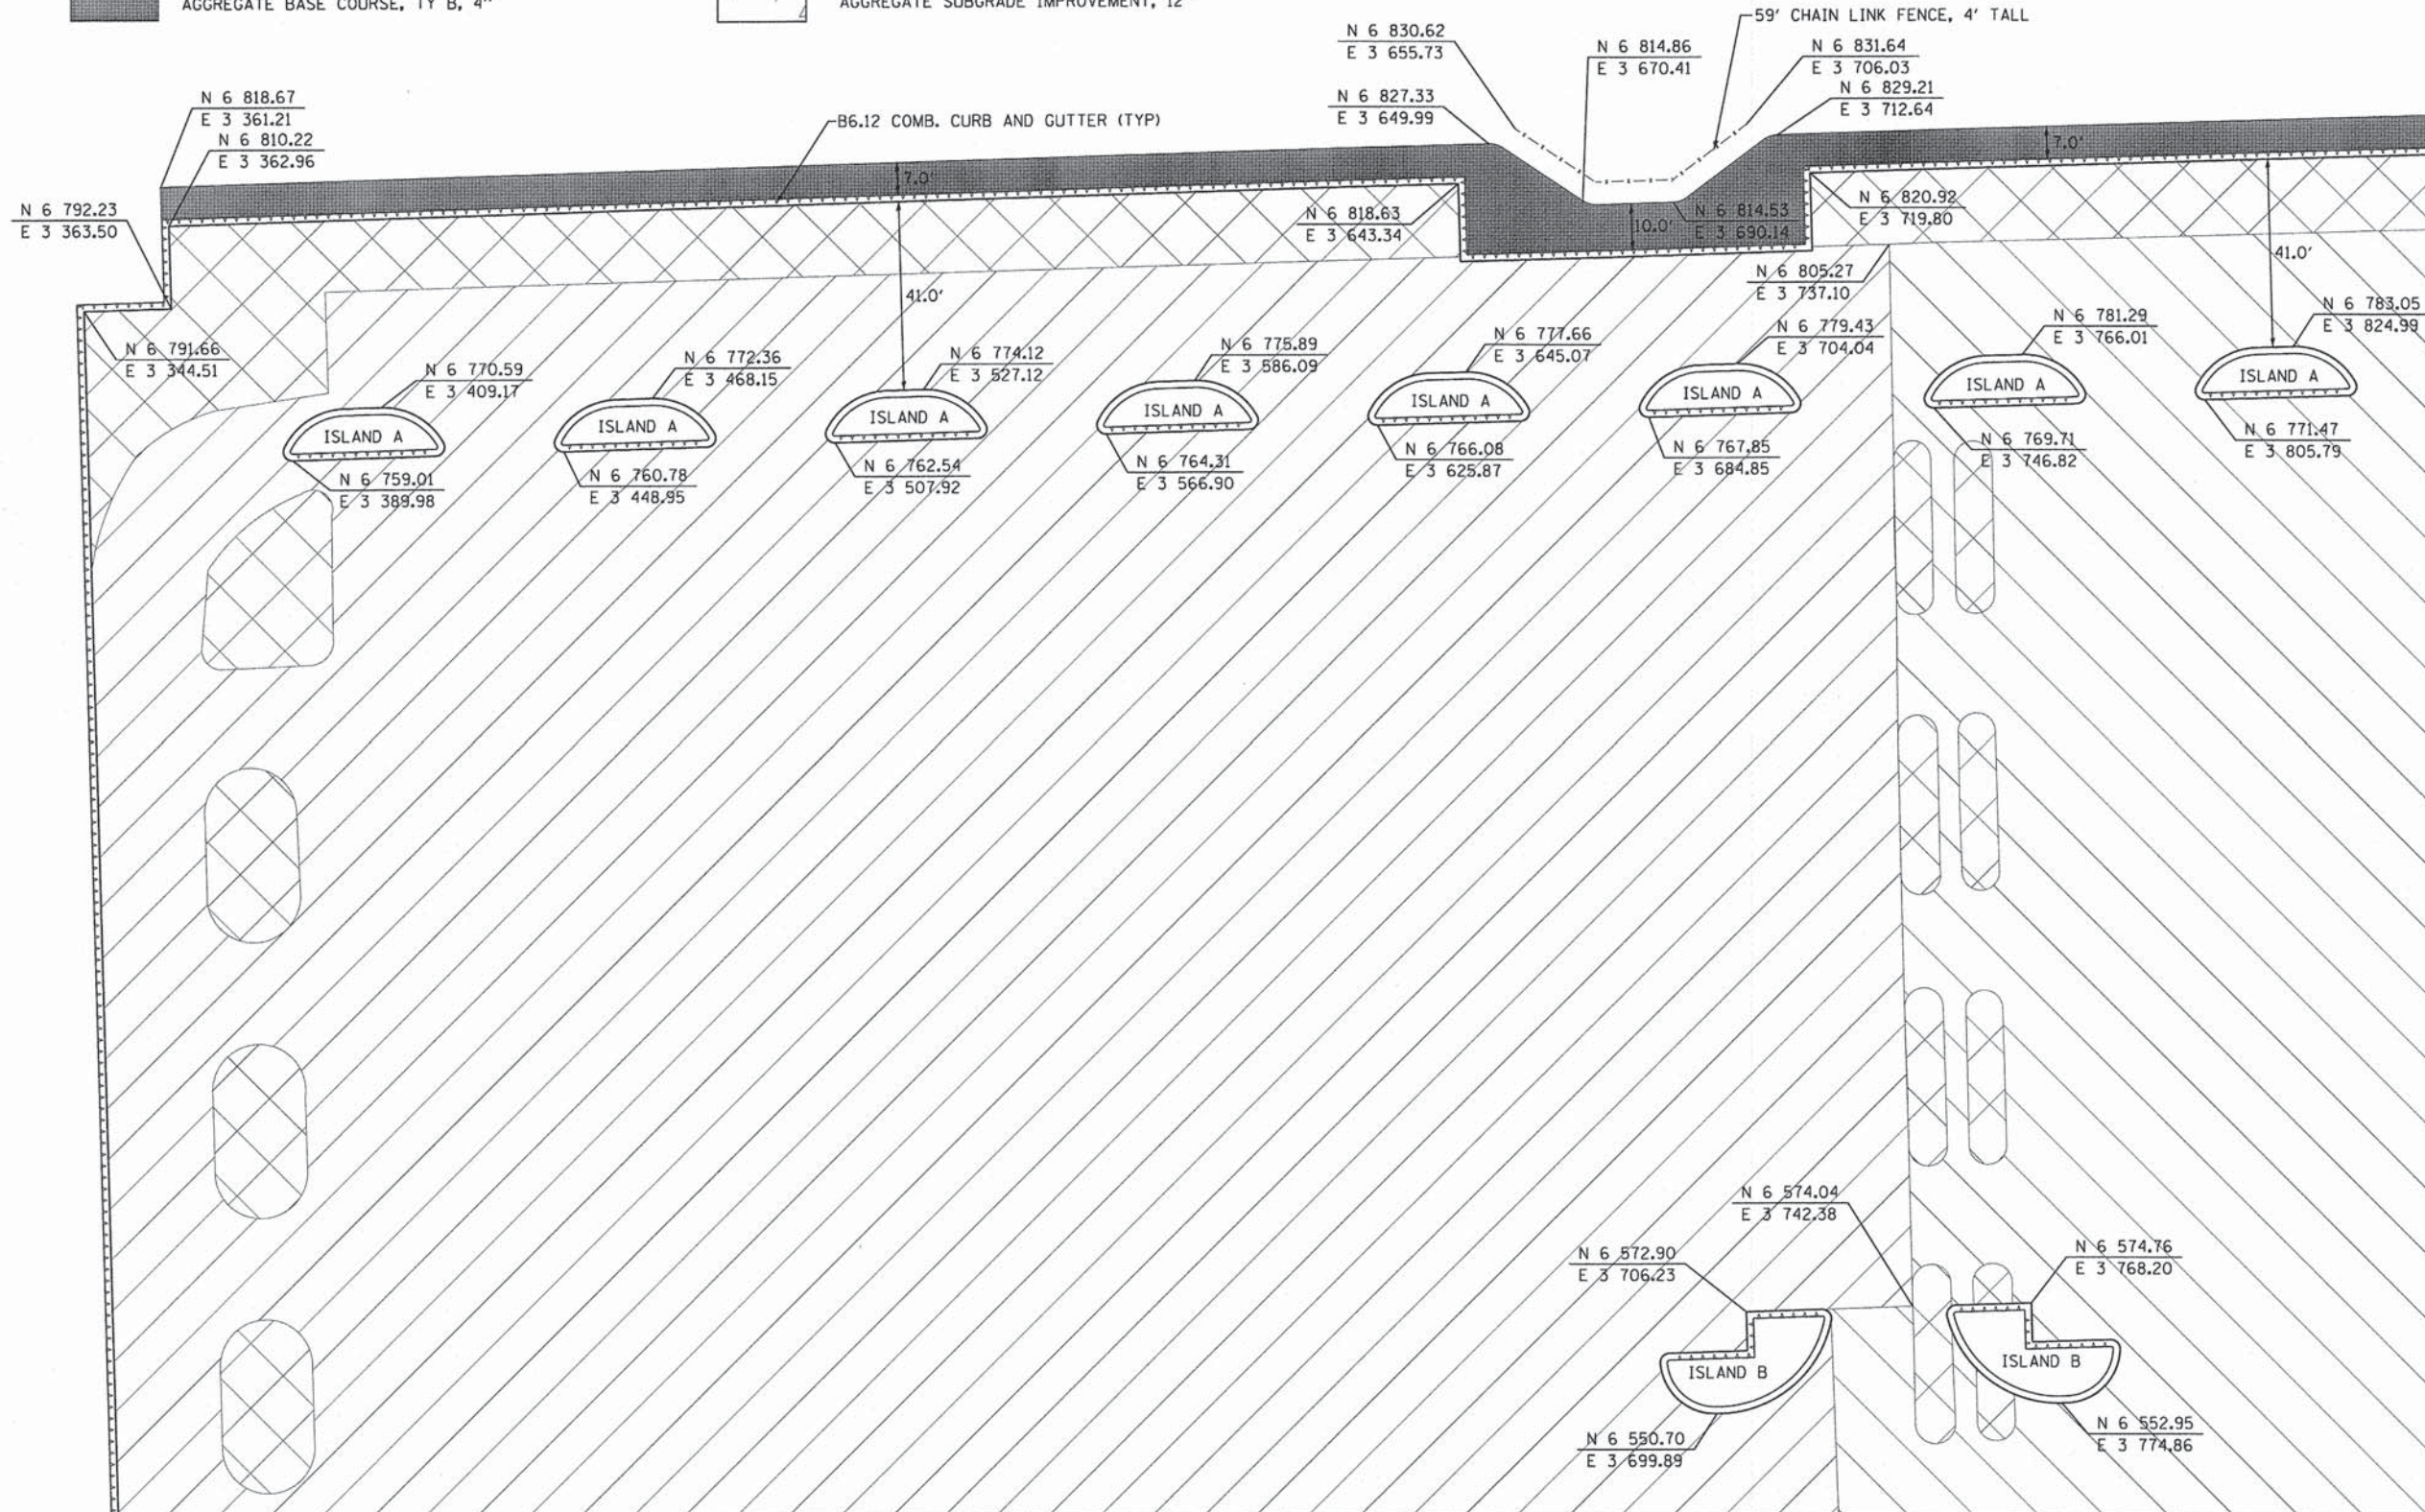 AGGREGATE BASE COURSE, TY B, 4"
AGGREGATE SUBGRADE IMPROVEMENT, 12"
59' CHAIN LINK FENCE, 4' TALL
N 6 830.62
E 3 655.73
N 6 814.86
E 3 670.41
N 6 831.64
E 3 706.03
N 6 829.21
E 3 712.64
N 6 827.33
E 3 649.99
N 6 818.67
E 3 361.21
N 6 810.22
E 3 362.96
B6.12 COMB. CURB AND GUTTER (TYP)
7.0'
7.0'
N 6 792.23
E 3 363.50
N 6 818.63
E 3 643.34
10.0'
N 6 814.53
E 3 690.14
N 6 820.92
E 3 719.80
N 6 805.27
E 3 737.10
41.0'
41.0'
N 6 791.66
E 3 344.51
N 6 770.59
E 3 409.17
N 6 772.36
E 3 468.15
N 6 774.12
E 3 527.12
N 6 775.89
E 3 586.09
N 6 777.66
E 3 645.07
N 6 779.43
E 3 704.04
N 6 781.29
E 3 766.01
N 6 783.05
E 3 824.99
ISLAND A
ISLAND A
ISLAND A
ISLAND A
ISLAND A
ISLAND A
ISLAND A
ISLAND A
N 6 759.01
E 3 389.98
N 6 760.78
E 3 448.95
N 6 762.54
E 3 507.92
N 6 764.31
E 3 566.90
N 6 766.08
E 3 625.87
N 6 767.85
E 3 684.85
N 6 769.71
E 3 746.82
N 6 771.47
E 3 805.79
N 6 574.04
E 3 742.38
N 6 572.90
E 3 706.23
N 6 574.76
E 3 768.20
ISLAND B
ISLAND B
N 6 550.70
E 3 699.89
N 6 552.95
E 3 774.86